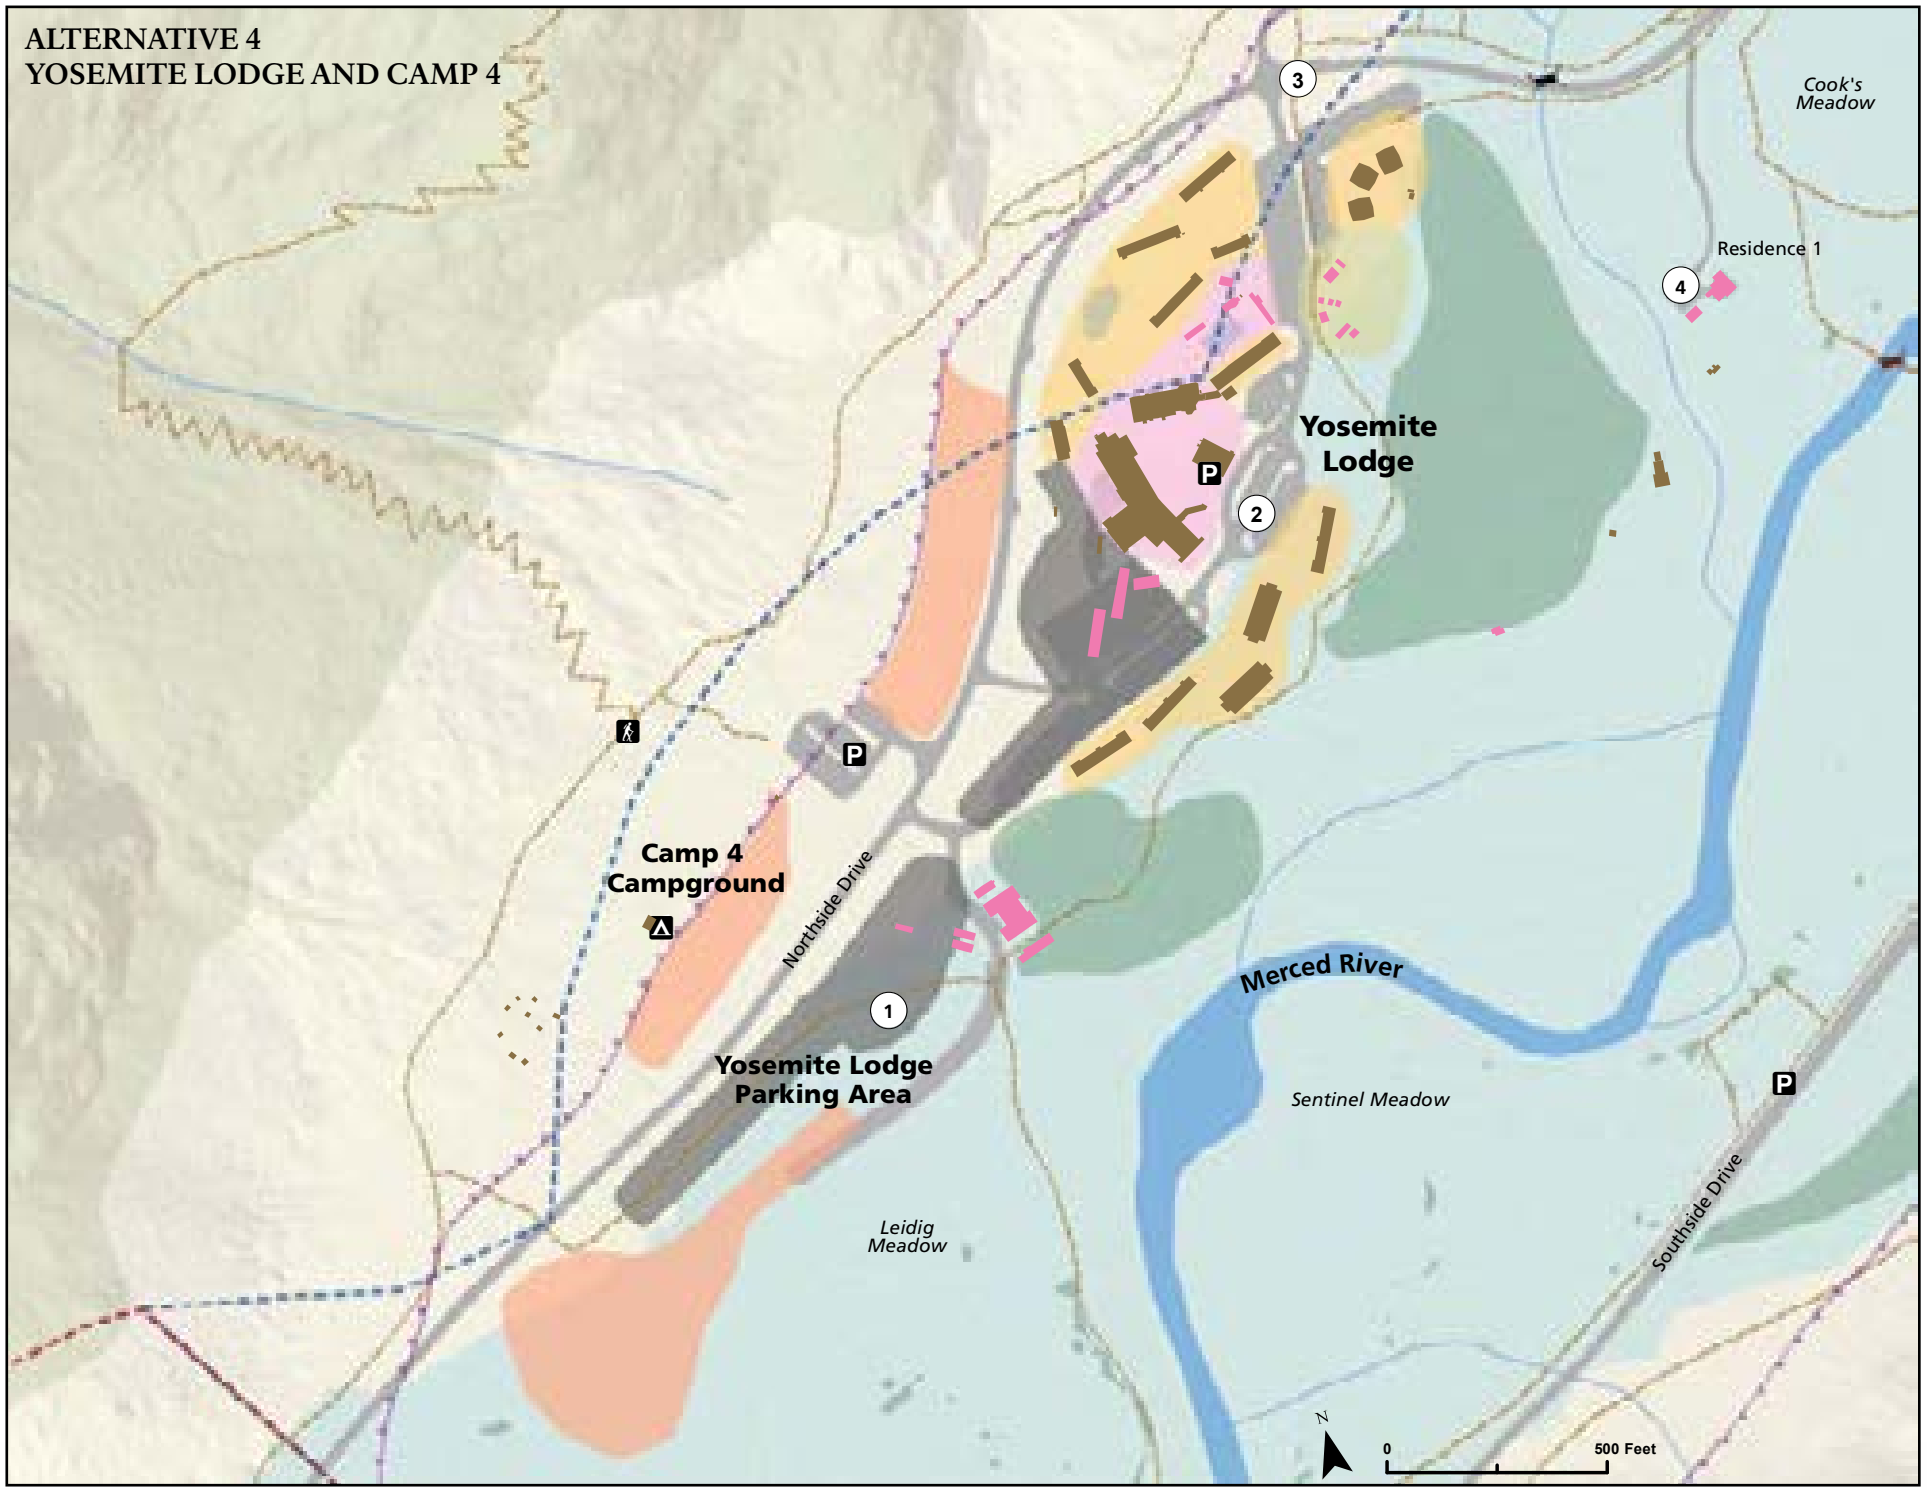 ALTERNATIVE 4
YOSEMITE LODGE AND CAMP 4
3
Cook's
Meadow
Residence 1
4
Yosemite
Lodge
P
2
P
Camp 4
Campground
Northside Drive
Merced River
1
Yosemite Lodge
Parking Area
Sentinel Meadow
P
Southside Drive
Leidig
Meadow
N
0
500 Feet